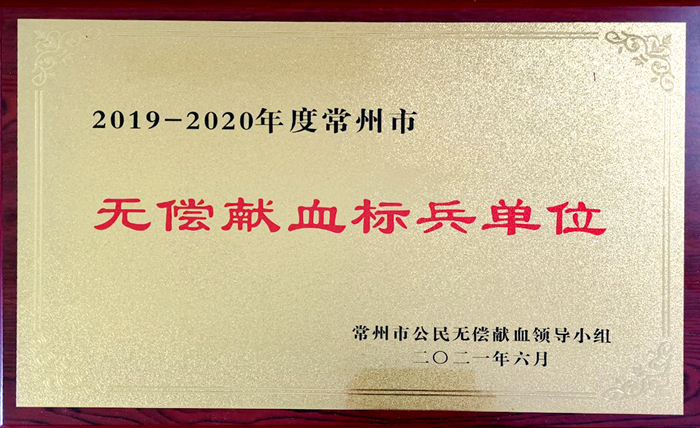 2019-2020年度常州市
无偿献血标兵单位
常州市公民无偿献血领导小组
二〇二一年六月